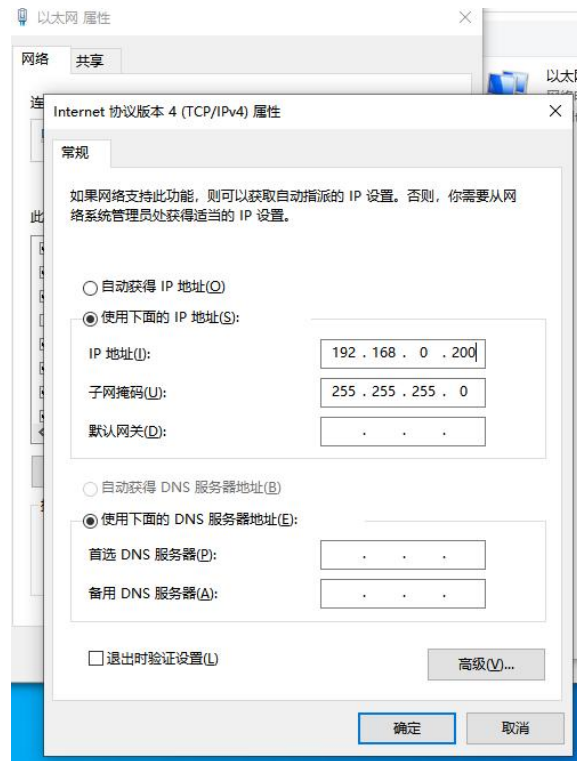 以太网 属性
网络
共享
以太
连
Internet 协议版本 4 (TCP/IPv4) 属性
常规
如果网络支持此功能，则可以获取自动指派的 IP 设置。否则，你需要从网
络系统管理员处获得适当的 IP 设置。
此
自动获得 IP 地址(O)
使用下面的 IP 地址(S):
IP 地址(I):
192 . 168 . 0 . 200
子网掩码(U):
255 . 255 . 255 . 0
默认网关(D):
. . .
自动获得 DNS 服务器地址(B)
使用下面的 DNS 服务器地址(E):
首选 DNS 服务器(P):
. . .
备用 DNS 服务器(A):
. . .
退出时验证设置(L)
高级(V)...
确定
取消